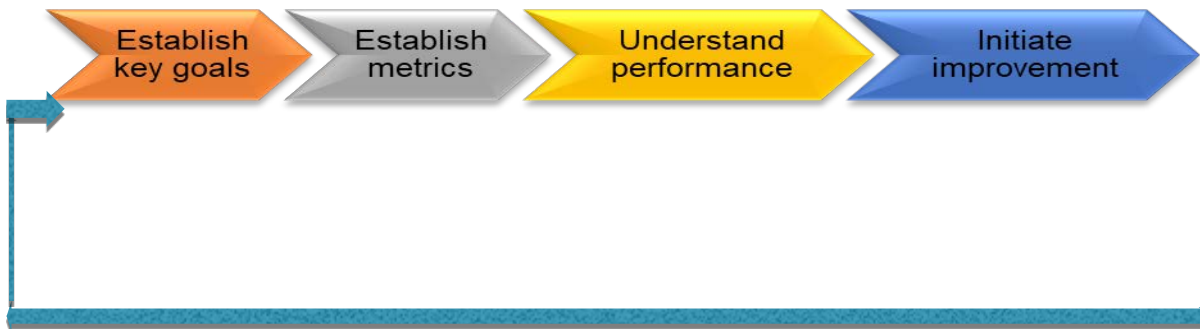 Establish
key goals
Establish
metrics
Understand
performance
Initiate
improvement